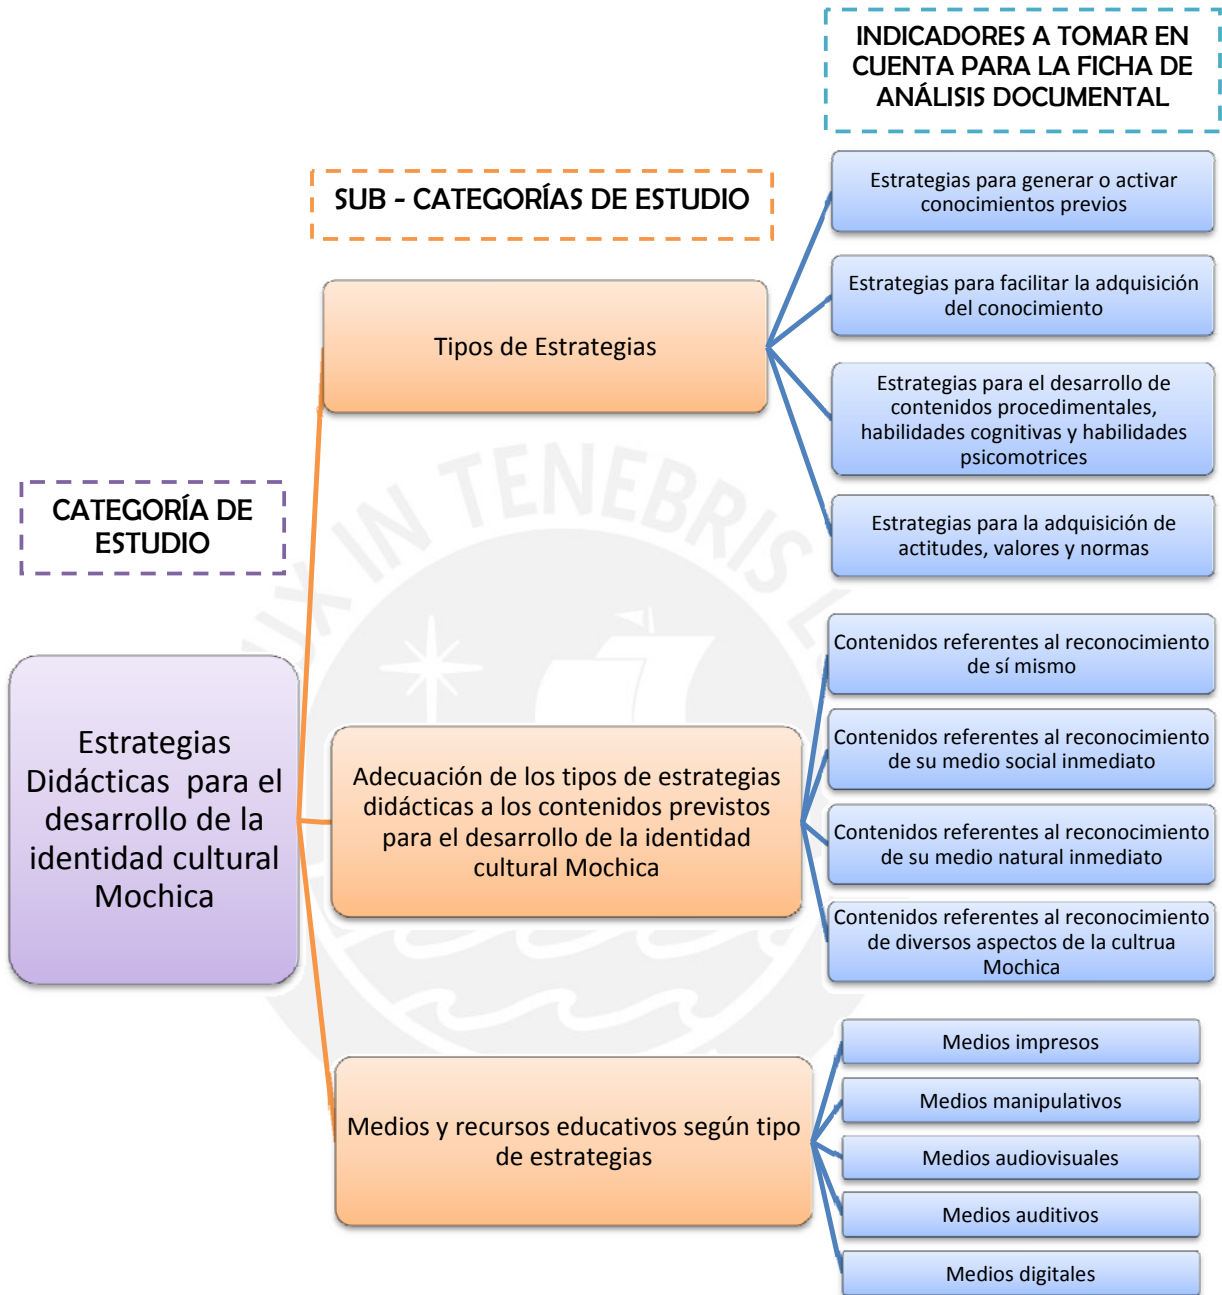 INDICADORES A TOMAR EN
CUENTA PARA LA FICHA DE
ANÁLISIS DOCUMENTAL
SUB - CATEGORÍAS DE ESTUDIO
CATEGORÍA DE
ESTUDIO
Estrategias
Didácticas para el
desarrollo de la
identidad cultural
Mochica
Tipos de Estrategias
Estrategias para generar o activar
conocimientos previos
Estrategias para facilitar la adquisición
del conocimiento
Estrategias para el desarrollo de
contenidos procedimentales,
habilidades cognitivas y habilidades
psicomotrices
Estrategias para la adquisición de
actitudes, valores y normas
Adecuación de los tipos de estrategias
didácticas a los contenidos previstos
para el desarrollo de la identidad
cultural Mochica
Contenidos referentes al reconocimiento
de sí mismo
Contenidos referentes al reconocimiento
de su medio social inmediato
Contenidos referentes al reconocimiento
de su medio natural inmediato
Contenidos referentes al reconocimiento
de diversos aspectos de la cultrua
Mochica
Medios y recursos educativos según tipo
de estrategias
Medios impresos
Medios manipulativos
Medios audiovisuales
Medios auditivos
Medios digitales
IN TENEBRIS